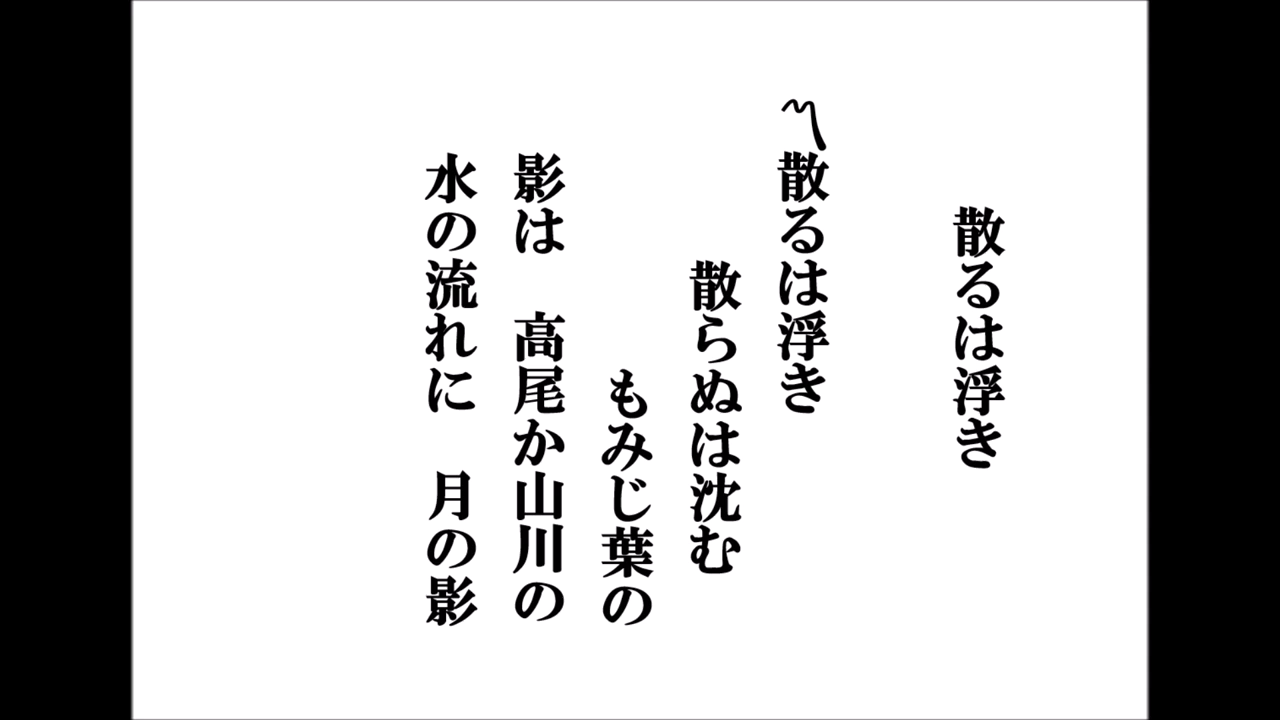 散るは浮き
〽散るは浮き
散らぬは沈む
もみじ葉の
影は　高尾か山川の
水の流れに　月の影